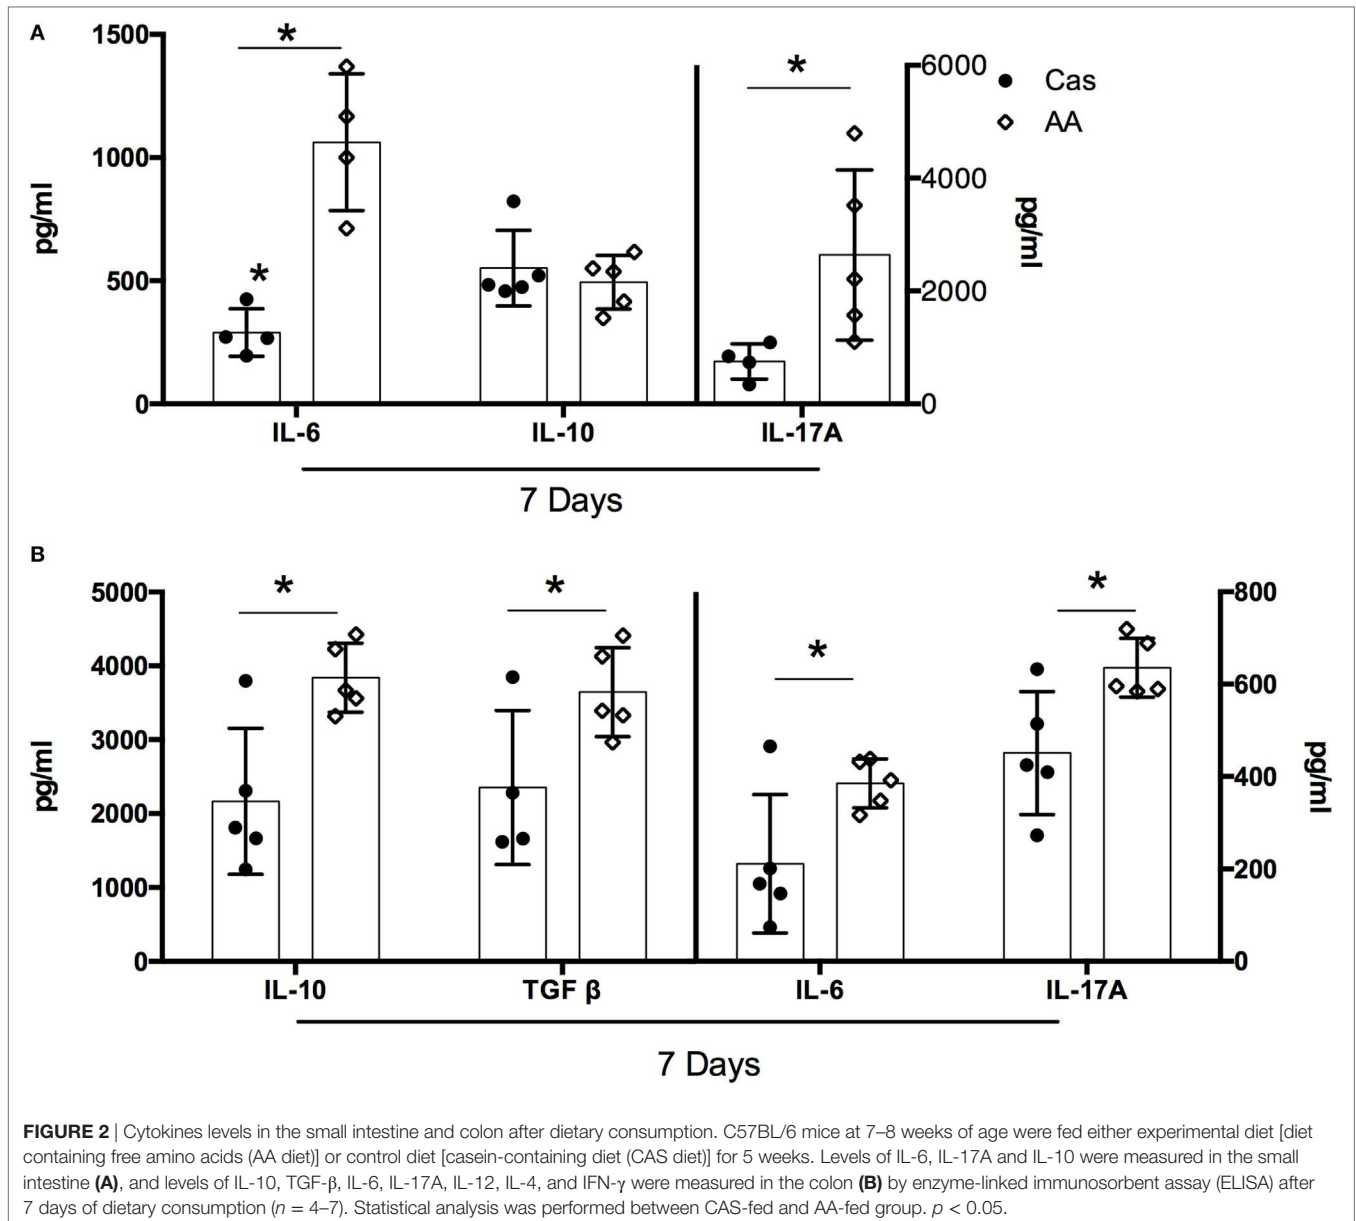 A
1500
1000
500
0
pg/ml
*
*
*
6000
4000
2000
0
pg/ml
Cas
AA
IL-6
IL-10
IL-17A
7 Days
B
5000
4000
3000
2000
1000
0
pg/ml
*
*
*
*
800
600
400
200
0
pg/ml
IL-10
TGF β
IL-6
IL-17A
7 Days
FIGURE 2 | Cytokines levels in the small intestine and colon after dietary consumption. C57BL/6 mice at 7–8 weeks of age were fed either experimental diet [diet
containing free amino acids (AA diet)] or control diet [casein-containing diet (CAS diet)] for 5 weeks. Levels of IL-6, IL-17A and IL-10 were measured in the small
intestine (A), and levels of IL-10, TGF-β, IL-6, IL-17A, IL-12, IL-4, and IFN-γ were measured in the colon (B) by enzyme-linked immunosorbent assay (ELISA) after
7 days of dietary consumption (n = 4–7). Statistical analysis was performed between CAS-fed and AA-fed group. p < 0.05.